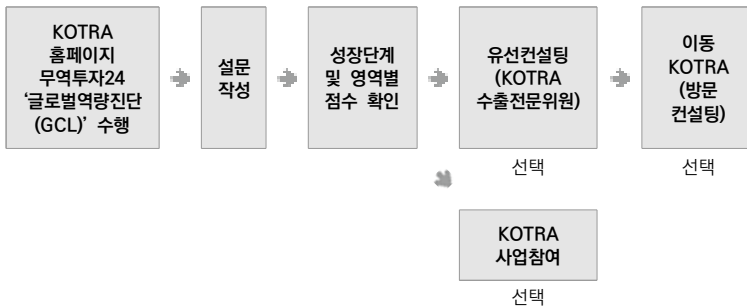 KOTRA
홈페이지
무역투자24
‘글로벌역량진단
(GCL)’ 수행
설문
작성
성장단계
및 영역별
점수 확인
유선컨설팅
(KOTRA
수출전문위원)
선택
이동
KOTRA
(방문
컨설팅)
선택
KOTRA
사업참여
선택